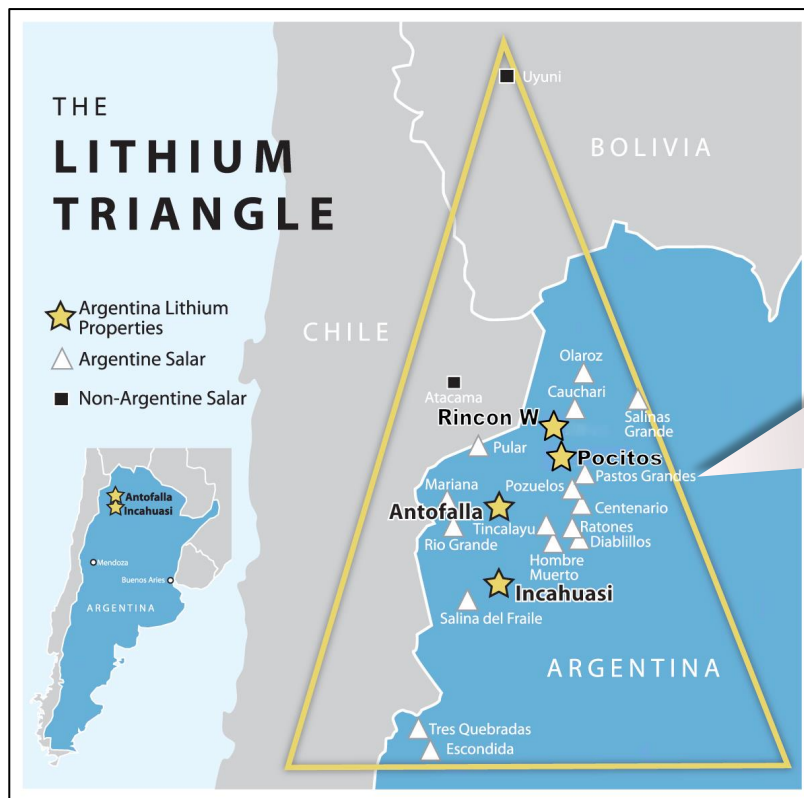 THE
LITHIUM
TRIANGLE
Argentina Lithium
Properties
Argentine Salar
Non-Argentine Salar
Uyuni
BOLIVIA
CHILE
Olaroz
Atacama
Cauchari
Rincon W
Salinas
Grande
Pular
Pocitos
Pastos Grandes
Mariana
Pozuelos
Antofalla
Centenario
Tincalayu
Ratones
Rio Grande
Diablillos
Hombre
Muerto
Incahuasi
Salina del Fraile
ARGENTINA
Tres Quebradas
Escondida
Antofalla
Incahuasi
Mendoza
Buenos Aries
ARGENTINA